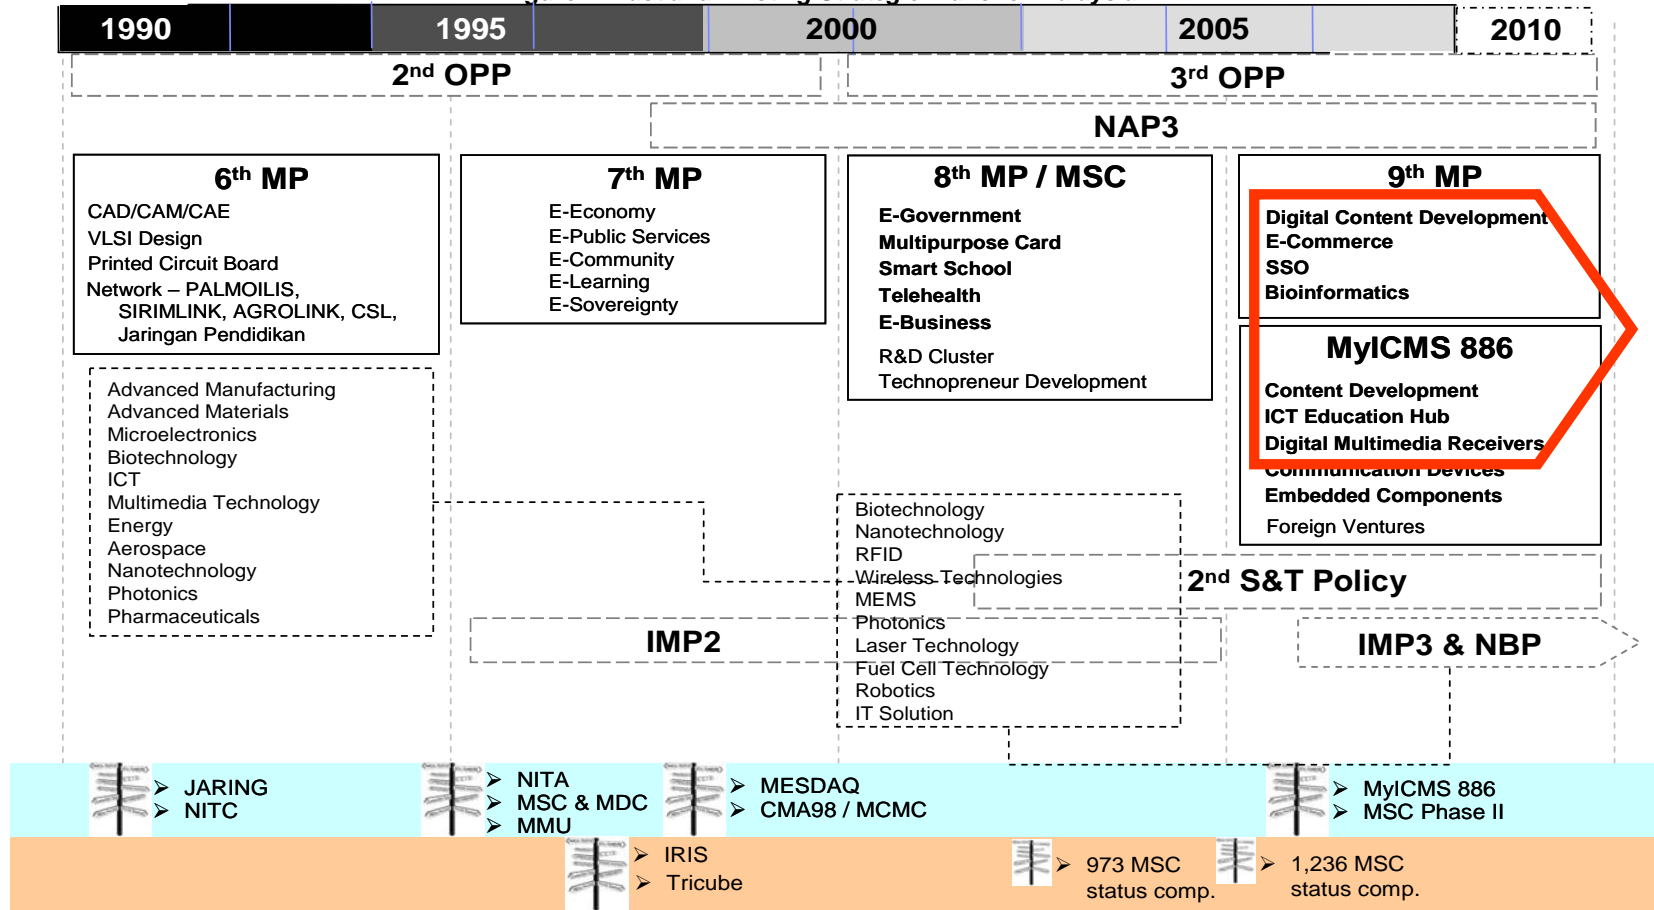 1990
1995
2000
2005
2010
2nd OPP
3rd OPP
NAP3
6th MP
CAD/CAM/CAE
VLSI Design
Printed Circuit Board
Network – PALMOILIS,
SIRIMLINK, AGROLINK, CSL,
Jaringan Pendidikan
7th MP
E-Economy
E-Public Services
E-Community
E-Learning
E-Sovereignty
8th MP / MSC
E-Government
Multipurpose Card
Smart School
Telehealth
E-Business
R&D Cluster
Technopreneur Development
9th MP
Digital Content Development
E-Commerce
SSO
Bioinformatics
MyICMS 886
Content Development
ICT Education Hub
Digital Multimedia Receivers
Communication Devices
Embedded Components
Foreign Ventures
Advanced Manufacturing
Advanced Materials
Microelectronics
Biotechnology
ICT
Multimedia Technology
Energy
Aerospace
Nanotechnology
Photonics
Pharmaceuticals
Biotechnology
Nanotechnology
RFID
Wireless Technologies
MEMS
Photonics
Laser Technology
Fuel Cell Technology
Robotics
IT Solution
2nd S&T Policy
IMP2
IMP3 & NBP
➢ JARING
➢ NITC
➢ NITA
➢ MSC & MDC
➢ MMU
➢ MESDAQ
➢ CMA98 / MCMC
➢ MyICMS 886
➢ MSC Phase II
➢ IRIS
➢ Tricube
➢ 973 MSC
status comp.
➢ 1,236 MSC
status comp.